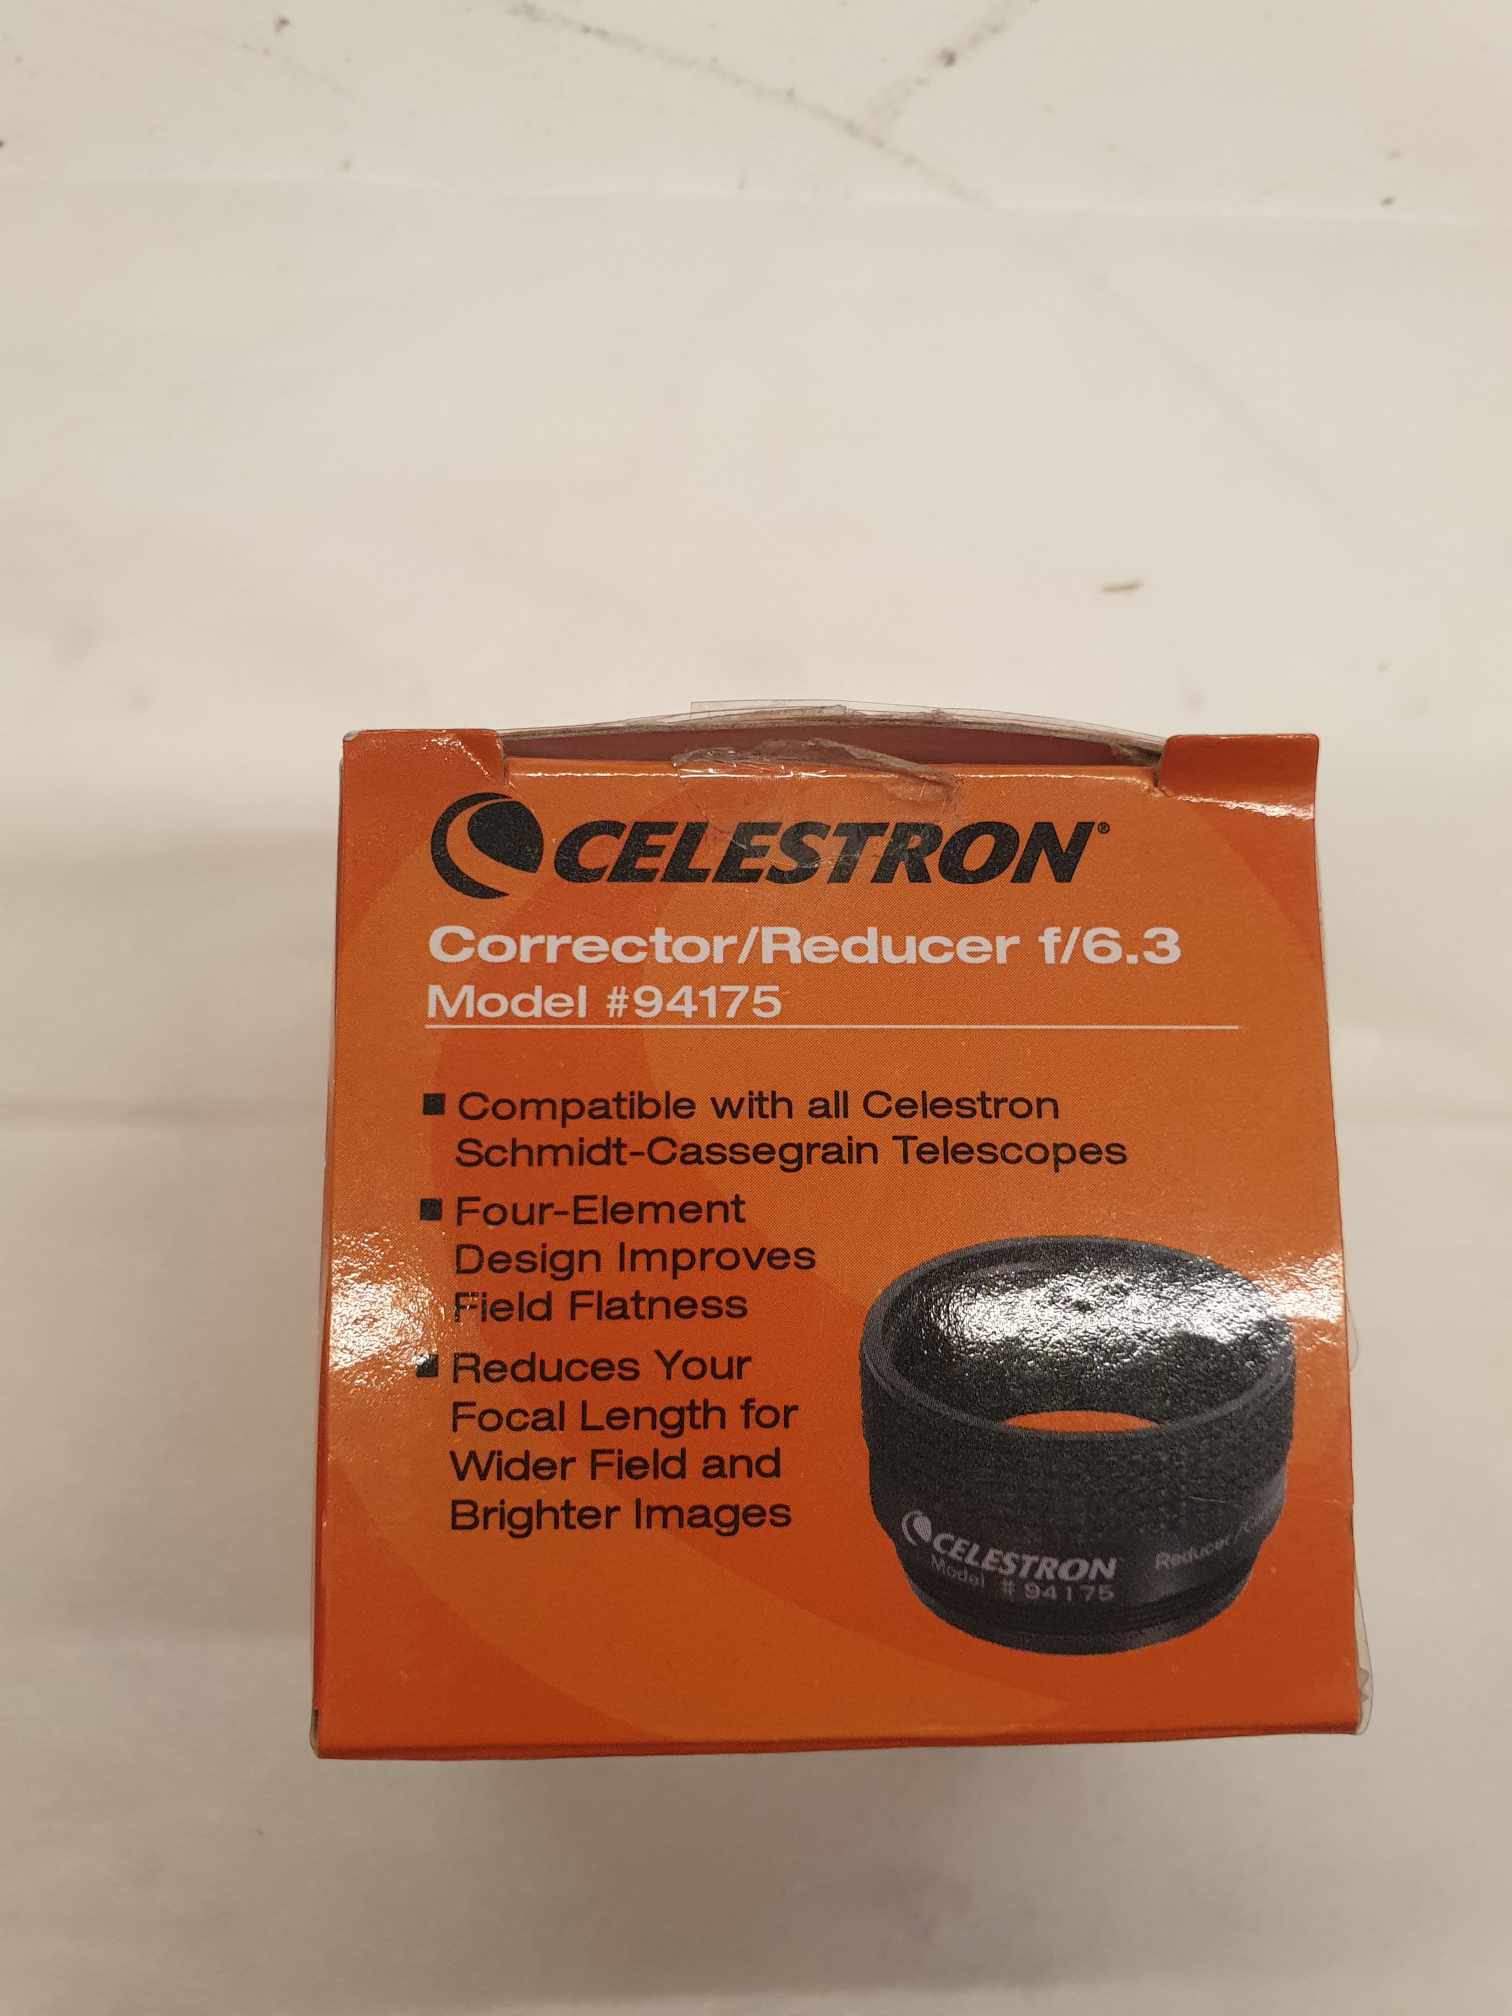 CELESTRON®
Corrector/Reducer f/6.3
Model #94175
■ Compatible with all Celestron
Schmidt-Cassegrain Telescopes
■ Four-Element
Design Improves
Field Flatness
■ Reduces Your
Focal Length for
Wider Field and
Brighter Images
CELESTRON
Model #94175
Reducer/